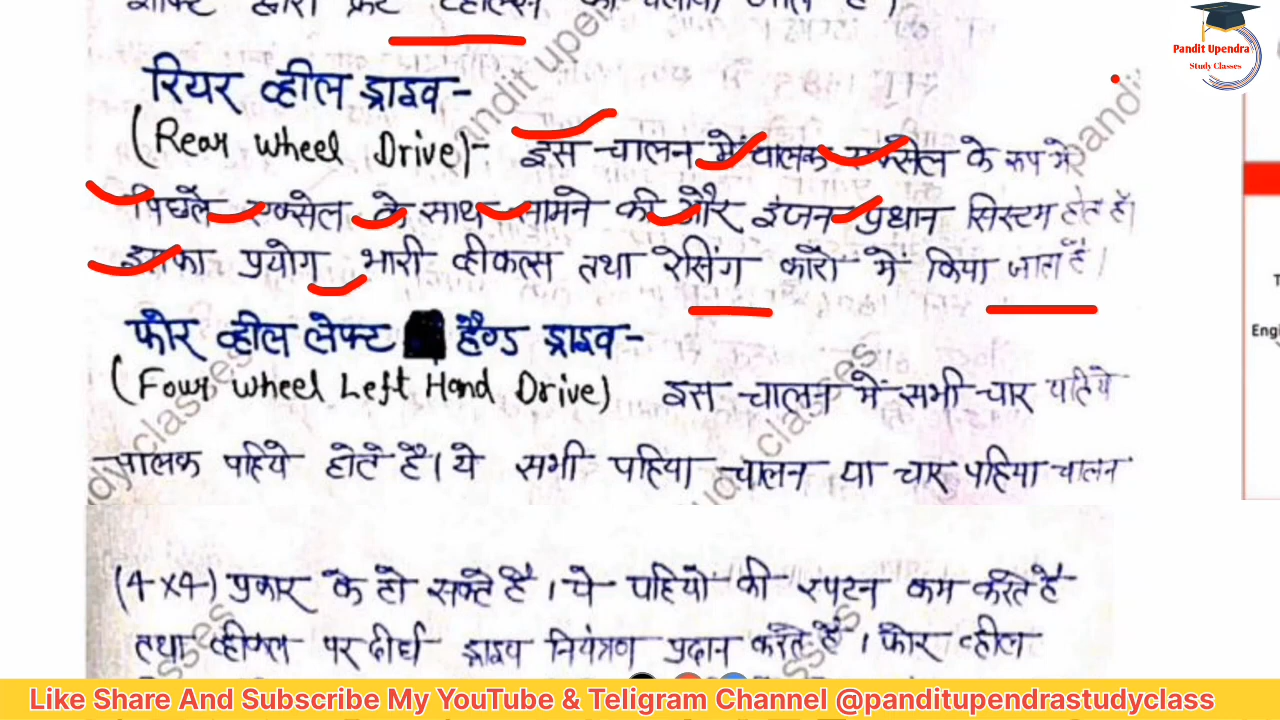 शाफ्ट द्वारा फ्रंट
रियर व्हील ड्राइव-
(Rear Wheel Drive)- इस चालन में चालक एक्सेल के रूप में
पिछले एक्सेल के साथ सामने की और इंजन प्रधान सिस्टम होते है।
इसका प्रयोग भारी व्हीकल्स तथा रेसिंग कारों में किया जाता है।
फोर व्हील लेफ्ट हैण्ड ड्राइव-
(Four Wheel Left Hand Drive) इस चालन में सभी चार पहिये
चालक पहिये होते है। ये सभी पहिया चालन या चार पहिया चालन
(4×4) प्रकार के हो सकते है। ये पहियो की रपटन कम करते है
तथा व्हीकल पर दीर्घ ड्राइव नियंत्रण प्रदान करते है। फोर व्हील
Pandit Upendra
Study Classes
Engi
Like Share And Subscribe My YouTube & Teligram Channel @panditupendrastudyclass